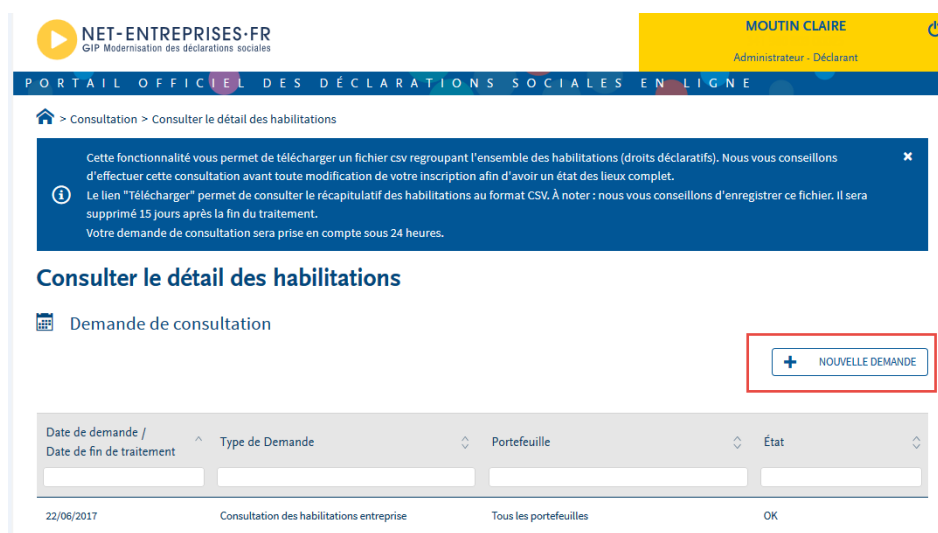 NET-ENTREPRISES·FR
GIP Modernisation des déclarations sociales
MOUTIN CLAIRE
Administrateur - Déclarant
PORTAIL OFFICIEL DES DÉCLARATIONS SOCIALES EN LIGNE
> Consultation > Consulter le détail des habilitations
Cette fonctionnalité vous permet de télécharger un fichier csv regroupant l'ensemble des habilitations (droits déclaratifs). Nous vous conseillons
d'effectuer cette consultation avant toute modification de votre inscription afin d'avoir un état des lieux complet.
Le lien "Télécharger" permet de consulter le récapitulatif des habilitations au format CSV. À noter : nous vous conseillons d'enregistrer ce fichier. Il sera
supprimé 15 jours après la fin du traitement.
Votre demande de consultation sera prise en compte sous 24 heures.
Consulter le détail des habilitations
Demande de consultation
NOUVELLE DEMANDE
Date de demande /
Date de fin de traitement
Type de Demande
Portefeuille
État
22/06/2017
Consultation des habilitations entreprise
Tous les portefeuilles
OK